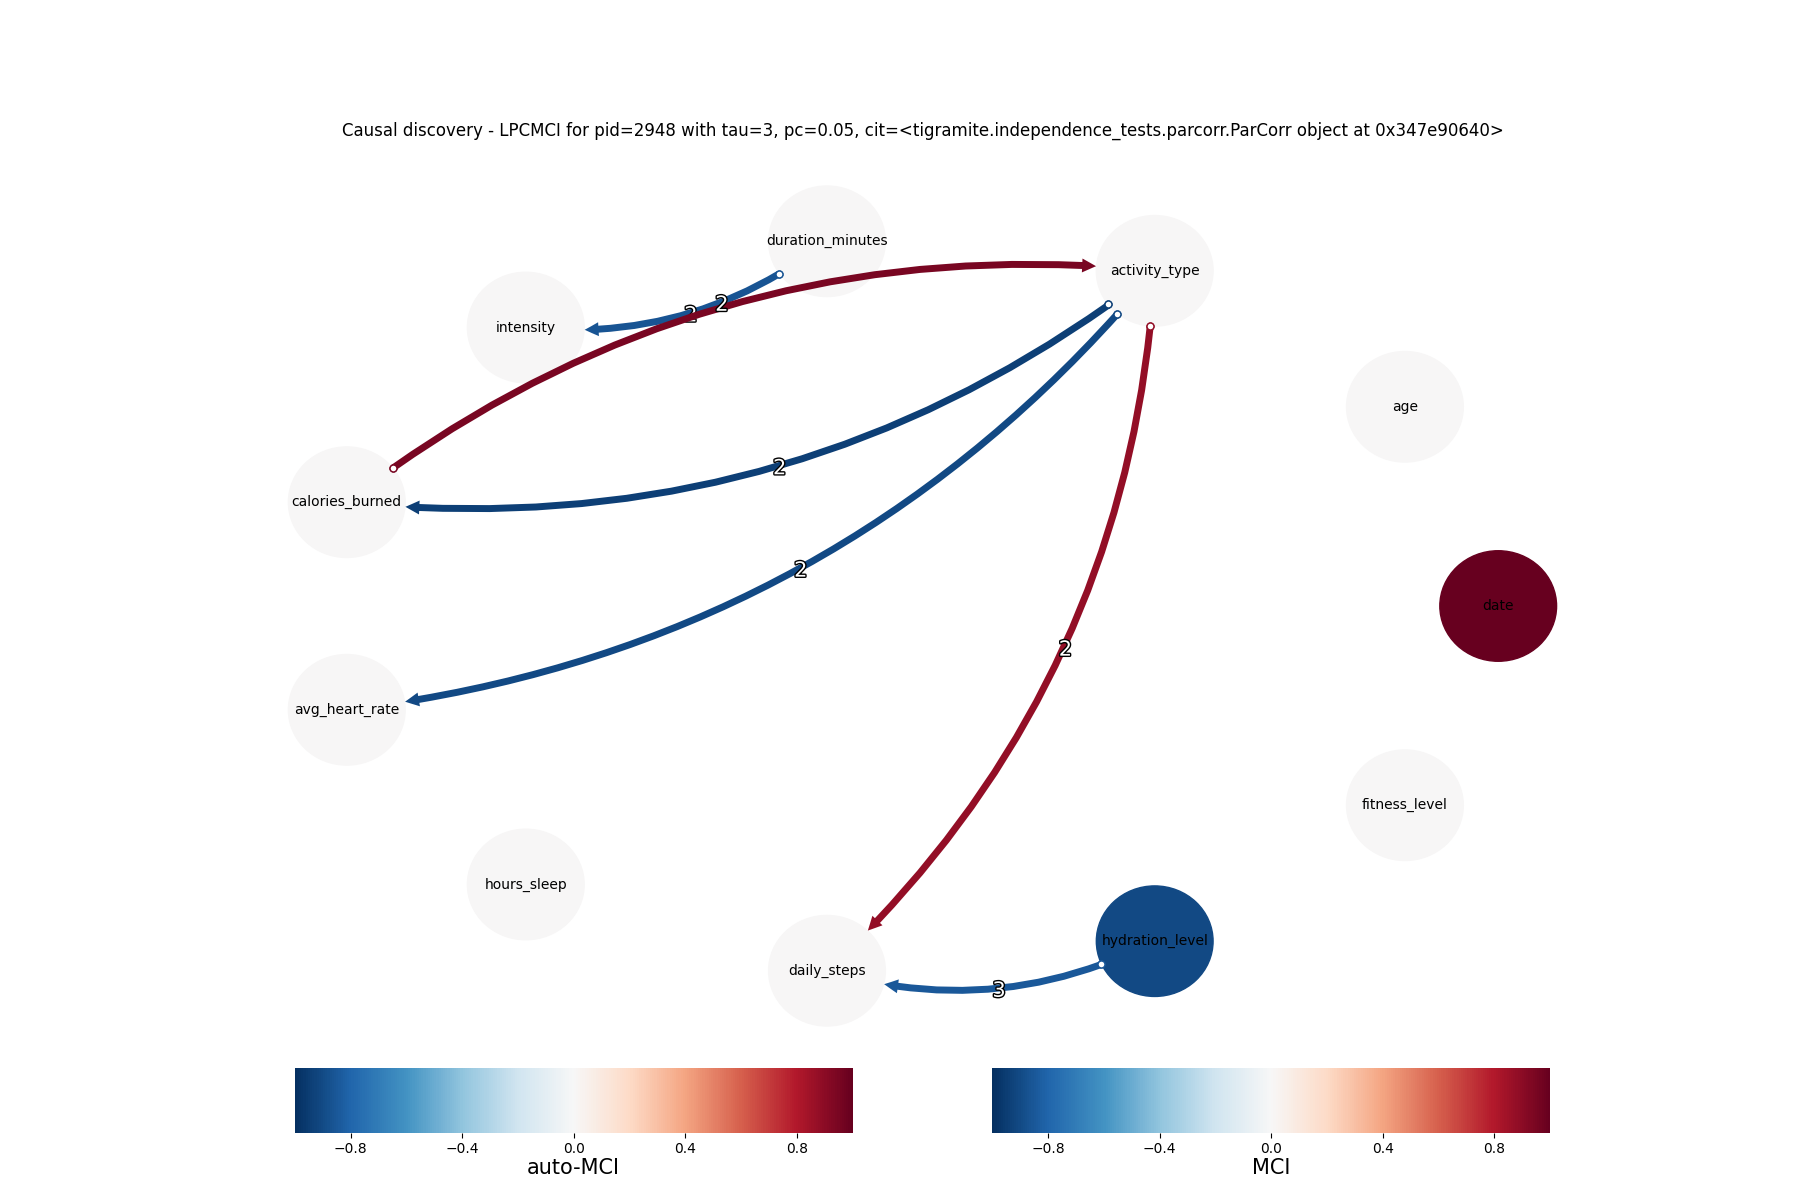 Causal discovery - LPCMCI for pid=2948 with tau=3, pc=0.05, cit=<tigramite.independence_tests.parcorr.ParCorr object at 0x347e90640>
duration_minutes
activity_type
2
2
intensity
age
2
calories_burned
2
date
2
avg_heart_rate
fitness_level
hours_sleep
hydration_level
daily_steps
3
−0.8 −0.4 0.0 0.4 0.8
auto-MCI
−0.8 −0.4 0.0 0.4 0.8
MCI